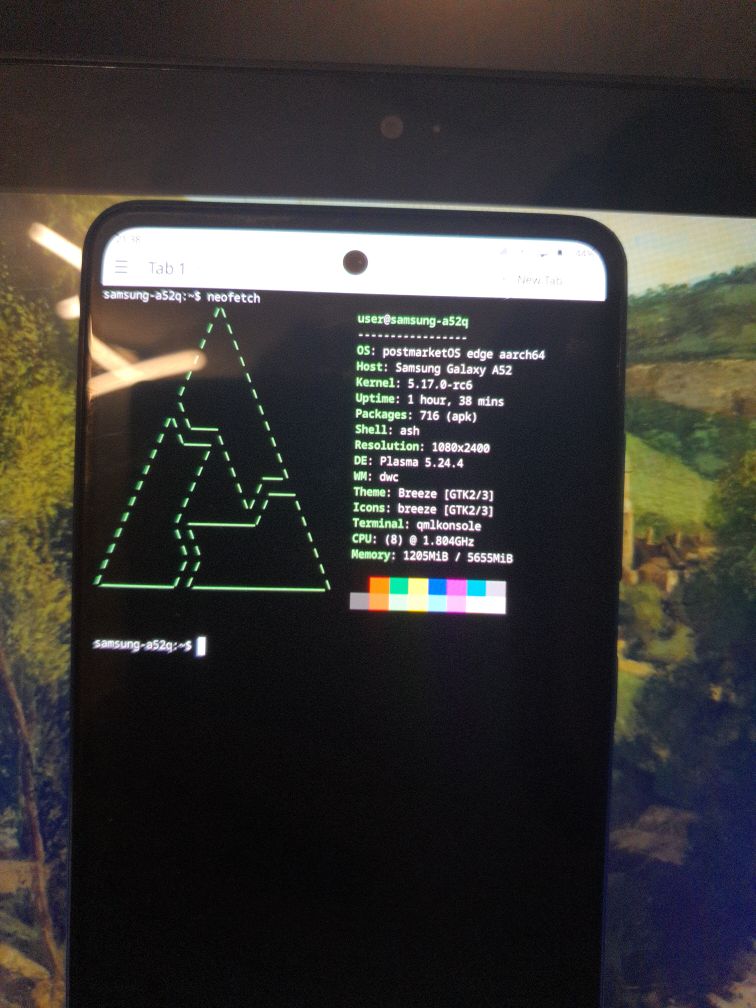 21:38
44%
Tab 1
New Tab
samsung-a52q:~$ neofetch
user@samsung-a52q
-----------------
OS: postmarketOS edge aarch64
Host: Samsung Galaxy A52
Kernel: 5.17.0-rc6
Uptime: 1 hour, 38 mins
Packages: 716 (apk)
Shell: ash
Resolution: 1080x2400
DE: Plasma 5.24.4
WM: dwc
Theme: Breeze [GTK2/3]
Icons: breeze [GTK2/3]
Terminal: qmlkonsole
CPU: (8) @ 1.804GHz
Memory: 1205MiB / 5655MiB
samsung-a52q:~$